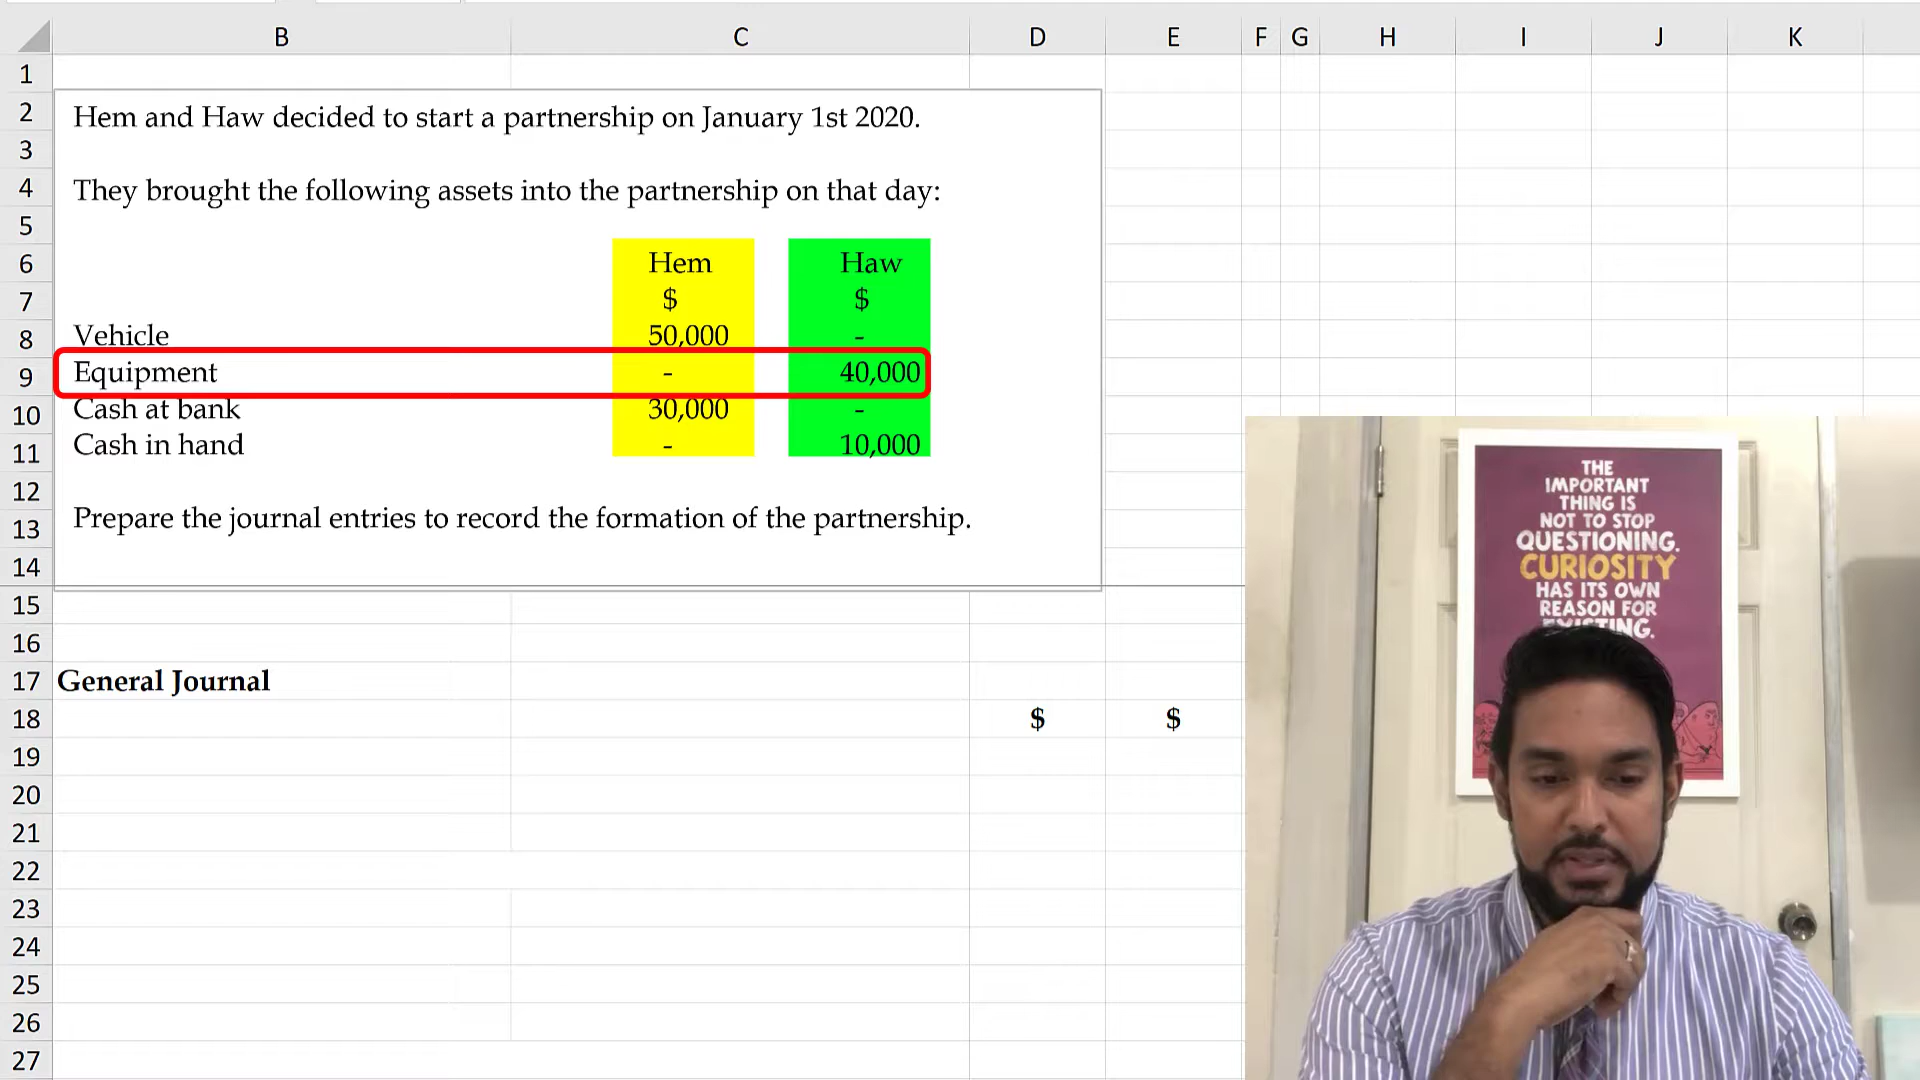 B C D E F G H I J K
1
2 Hem and Haw decided to start a partnership on January 1st 2020.
3
4 They brought the following assets into the partnership on that day:
5
6 Hem Haw
7 $ $
8 Vehicle 50,000 -
9 Equipment - 40,000
10 Cash at bank 30,000 -
11 Cash in hand - 10,000
12
13 Prepare the journal entries to record the formation of the partnership.
14
15
16
17 General Journal
18 $ $
19
20
21
22
23
24
25
26
27
THE
IMPORTANT
THING IS
NOT TO STOP
QUESTIONING.
CURIOSITY
HAS ITS OWN
REASON FOR
EXISTING.